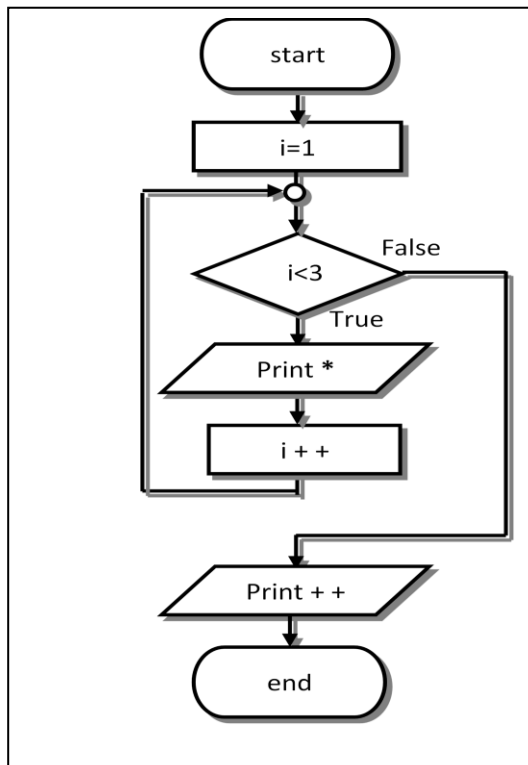 start
i=1
False
i<3
True
Print *
i + +
Print + +
end